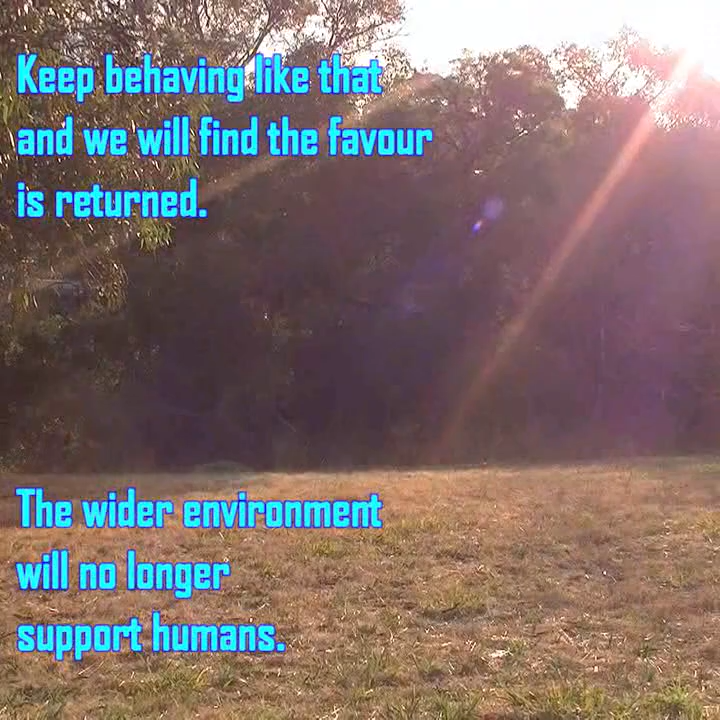 Keep behaving like that
and we will find the favour
is returned.
The wider environment
will no longer
support humans.